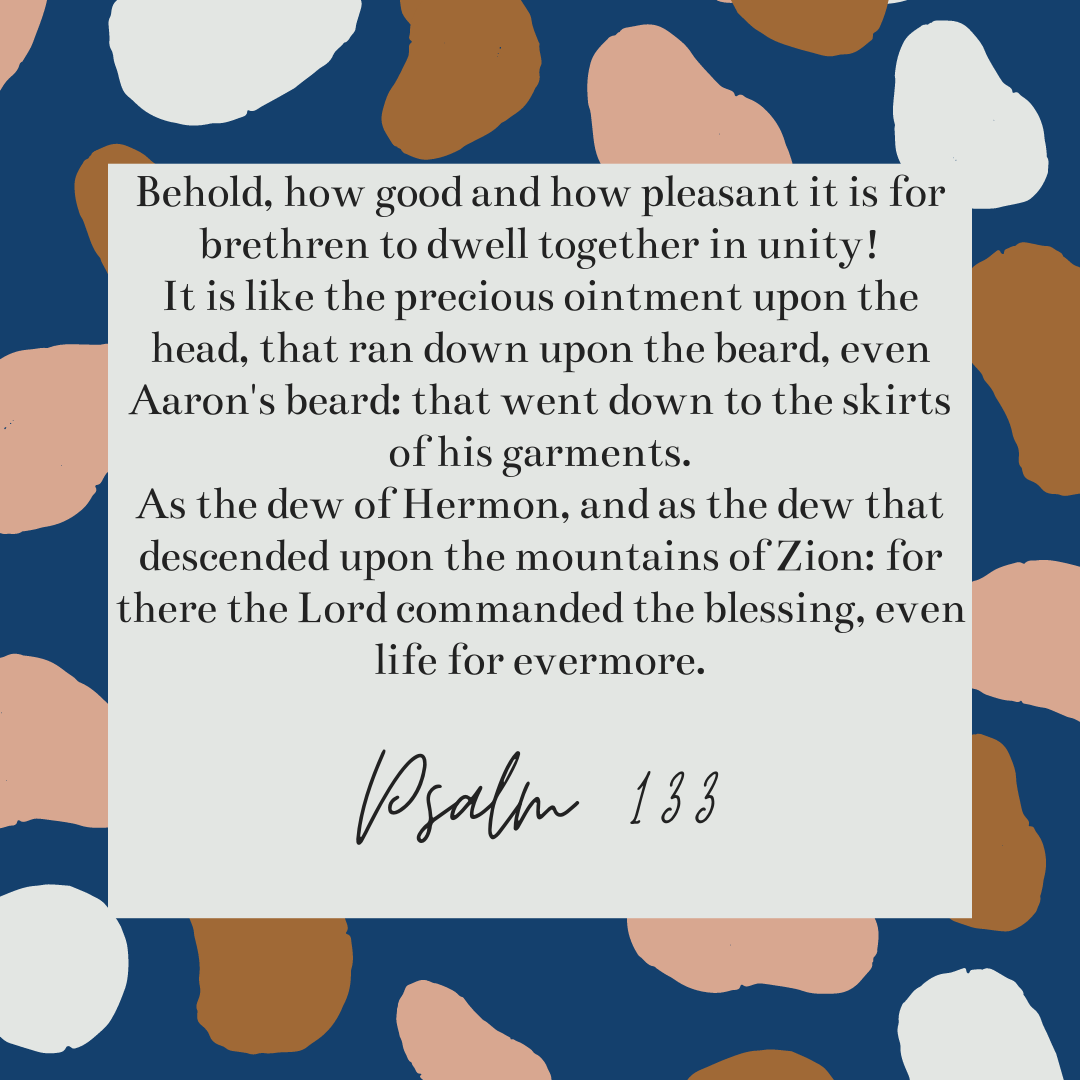 Behold, how good and how pleasant it is for
brethren to dwell together in unity!
It is like the precious ointment upon the
head, that ran down upon the beard, even
Aaron's beard: that went down to the skirts
of his garments.
As the dew of Hermon, and as the dew that
descended upon the mountains of Zion: for
there the Lord commanded the blessing, even
life for evermore.
Psalm 133